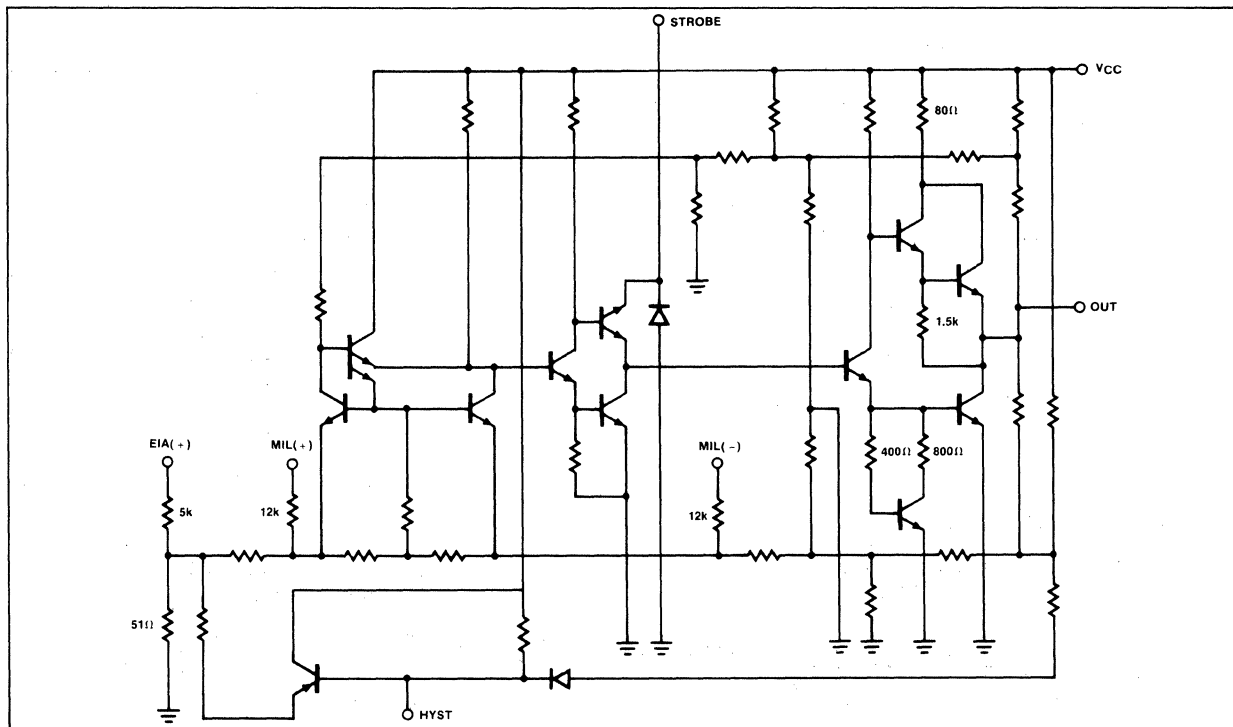 STROBE
VCC
80Ω
OUT
1.5k
EIA(+)
MIL(+)
MIL(−)
400Ω
800Ω
5k
12k
12k
51Ω
HYST